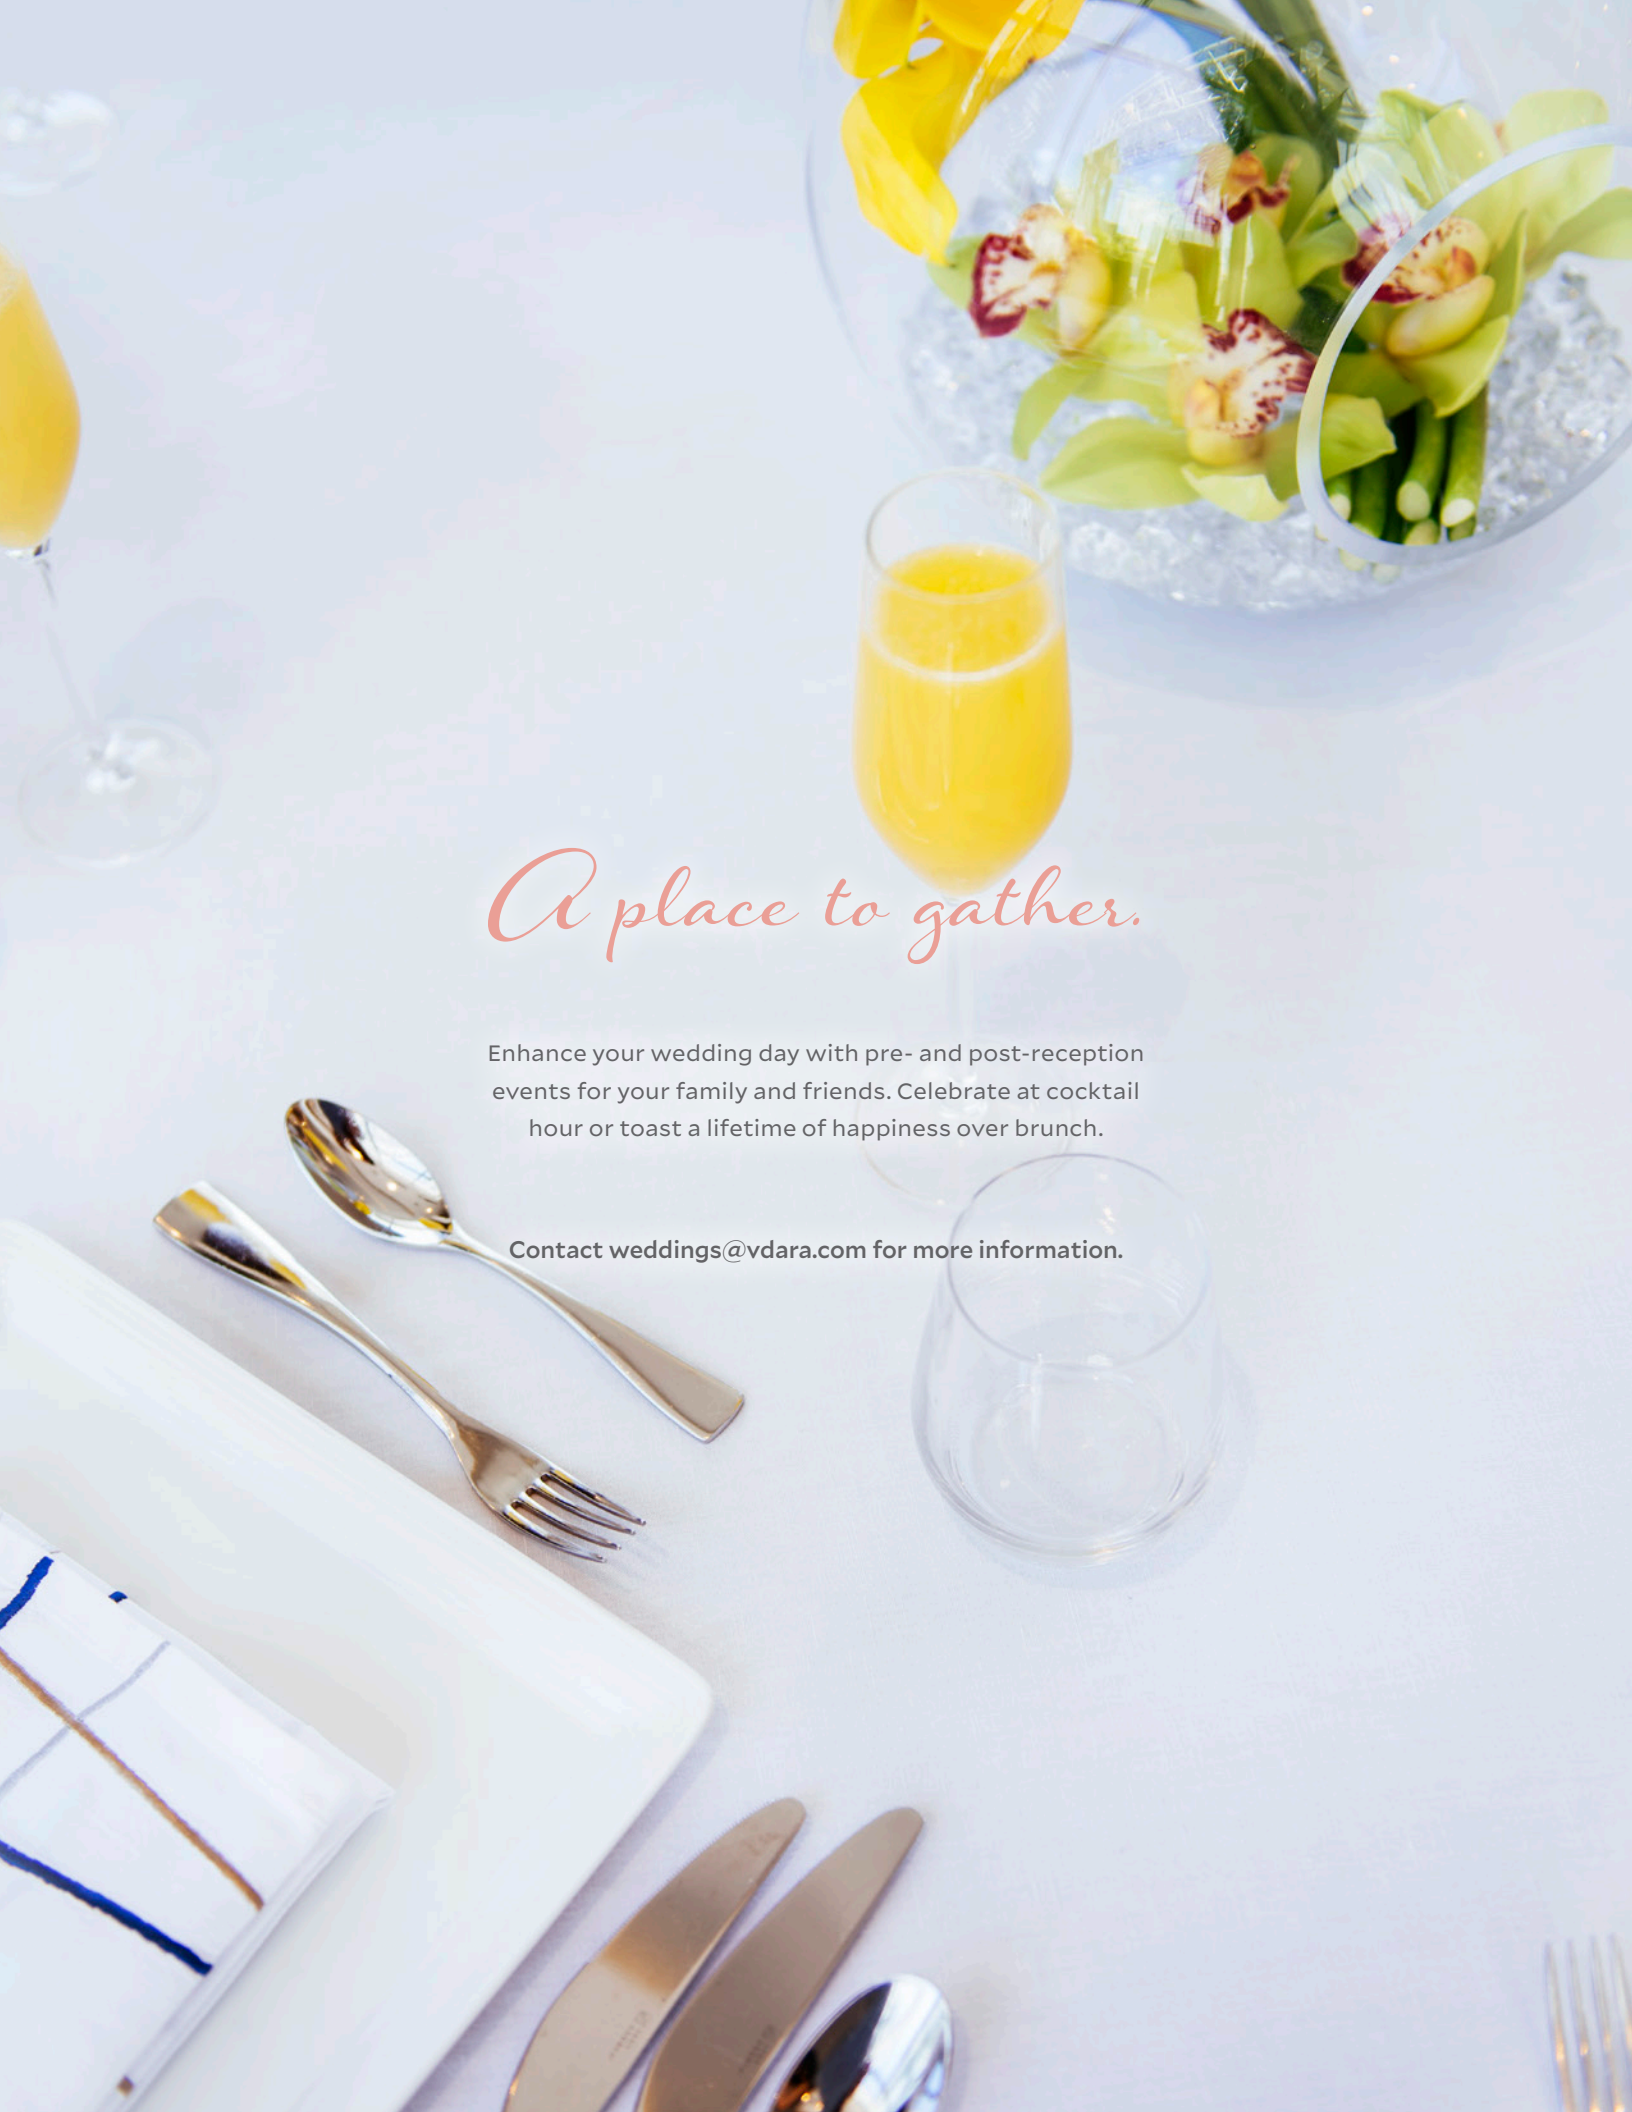 A place to gather.
Enhance your wedding day with pre- and post-reception
events for your family and friends. Celebrate at cocktail
hour or toast a lifetime of happiness over brunch.
Contact weddings@vdara.com for more information.